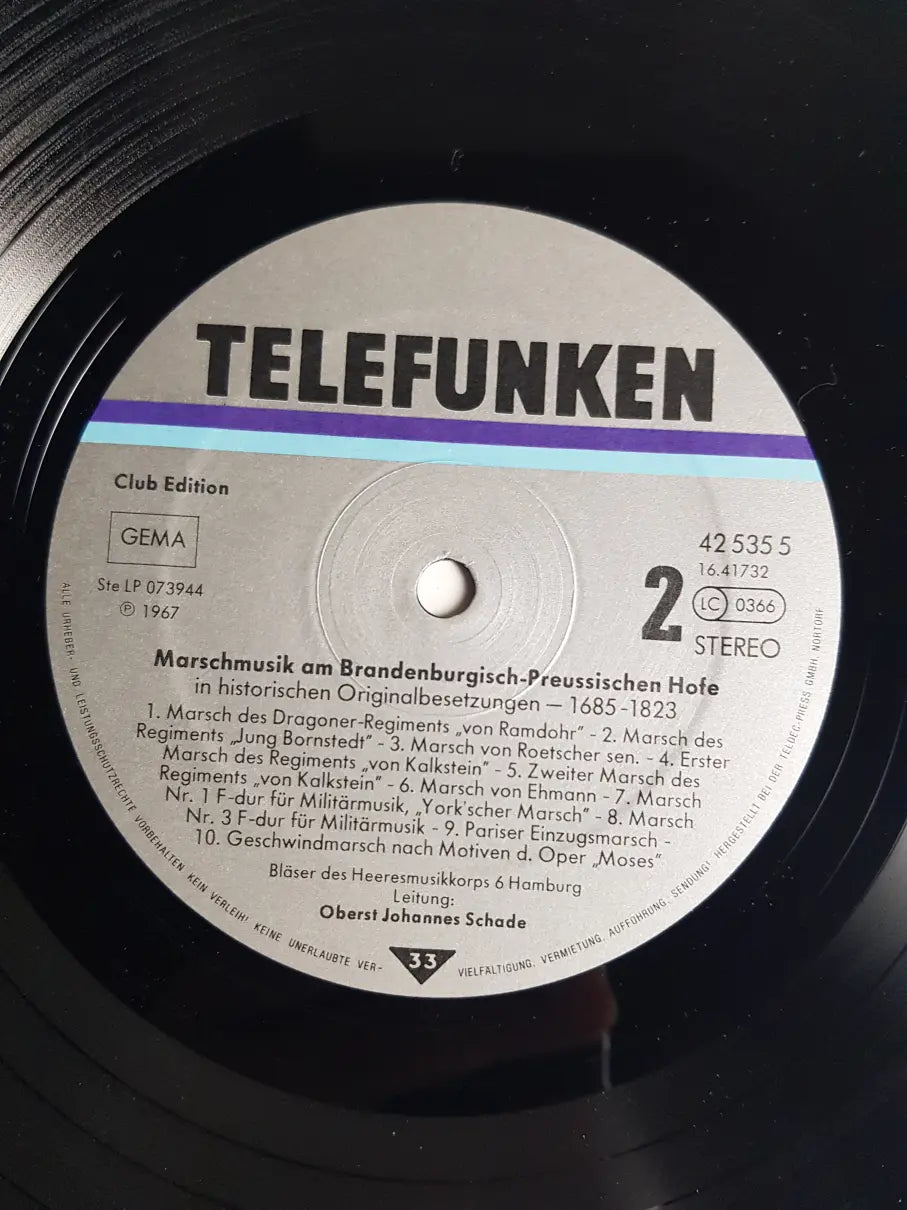 TELEFUNKEN
Club Edition
GEMA
Ste LP 073944
℗ 1967
42 535 5
16.41732
2
LC 0366
STEREO
Marschmusik am Brandenburgisch-Preussischen Hofe
in historischen Originalbesetzungen — 1685-1823
1. Marsch des Dragoner-Regiments „von Ramdohr" - 2. Marsch des
Regiments „Jung Bornstedt" - 3. Marsch von Roetscher sen. - 4. Erster
Marsch des Regiments „von Kalkstein" - 5. Zweiter Marsch des
Regiments „von Kalkstein" - 6. Marsch von Ehmann - 7. Marsch
Nr. 1 F-dur für Militärmusik, „York'scher Marsch" - 8. Marsch
Nr. 3 F-dur für Militärmusik - 9. Pariser Einzugsmarsch -
10. Geschwindmarsch nach Motiven d. Oper „Moses"
Bläser des Heeresmusikkorps 6 Hamburg
Leitung:
Oberst Johannes Schade
33
ALLE URHEBER- UND LEISTUNGSSCHUTZRECHTE VORBEHALTEN KEIN VERLEIH! KEINE UNERLAUBTE VER-
VIELFÄLTIGUNG, VERMIETUNG, AUFFÜHRUNG, SENDUNG! HERGESTELLT BEI DER TELDEC-PRESS GMBH, NORTORF